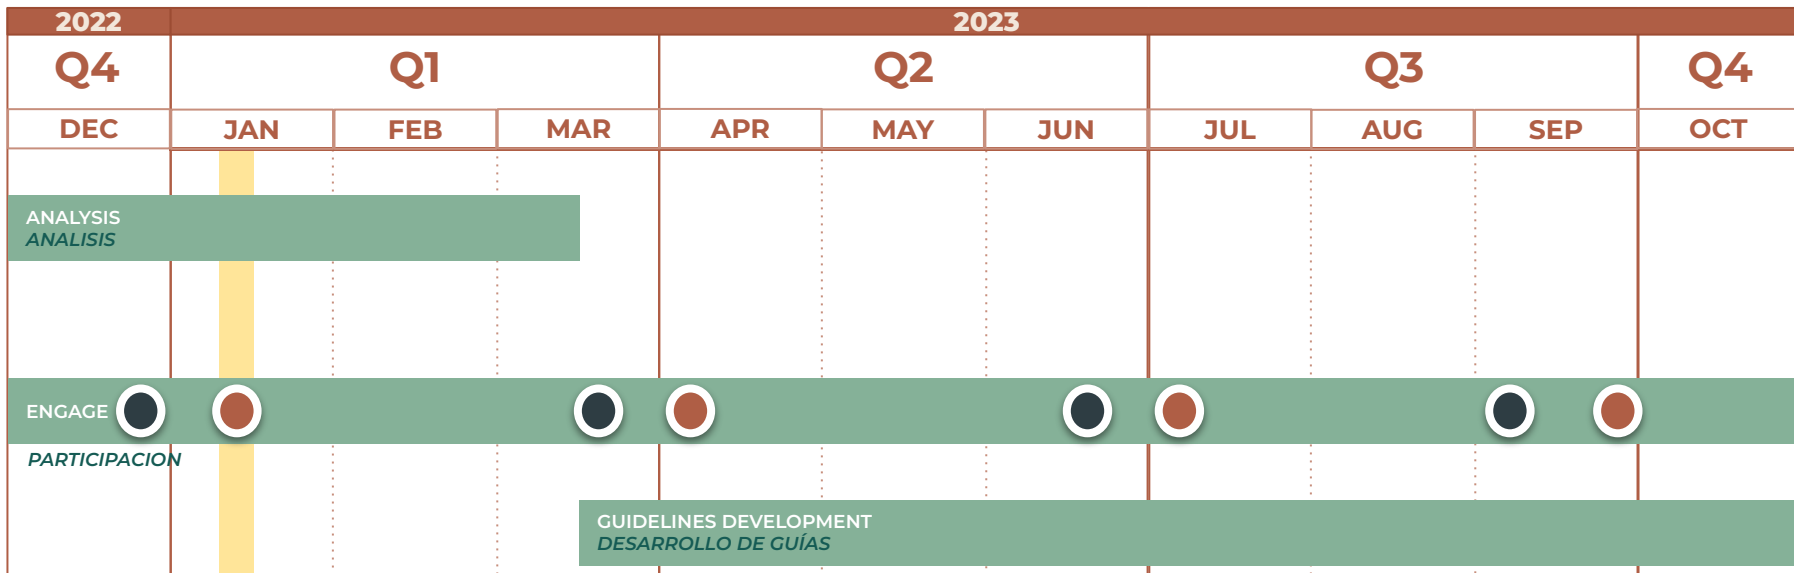 2022 2023
Q4 Q1 Q2 Q3 Q4
DEC JAN FEB MAR APR MAY JUN JUL AUG SEP OCT
ANALYSIS
ANALISIS
ENGAGE
PARTICIPACION
GUIDELINES DEVELOPMENT
DESARROLLO DE GUÍAS